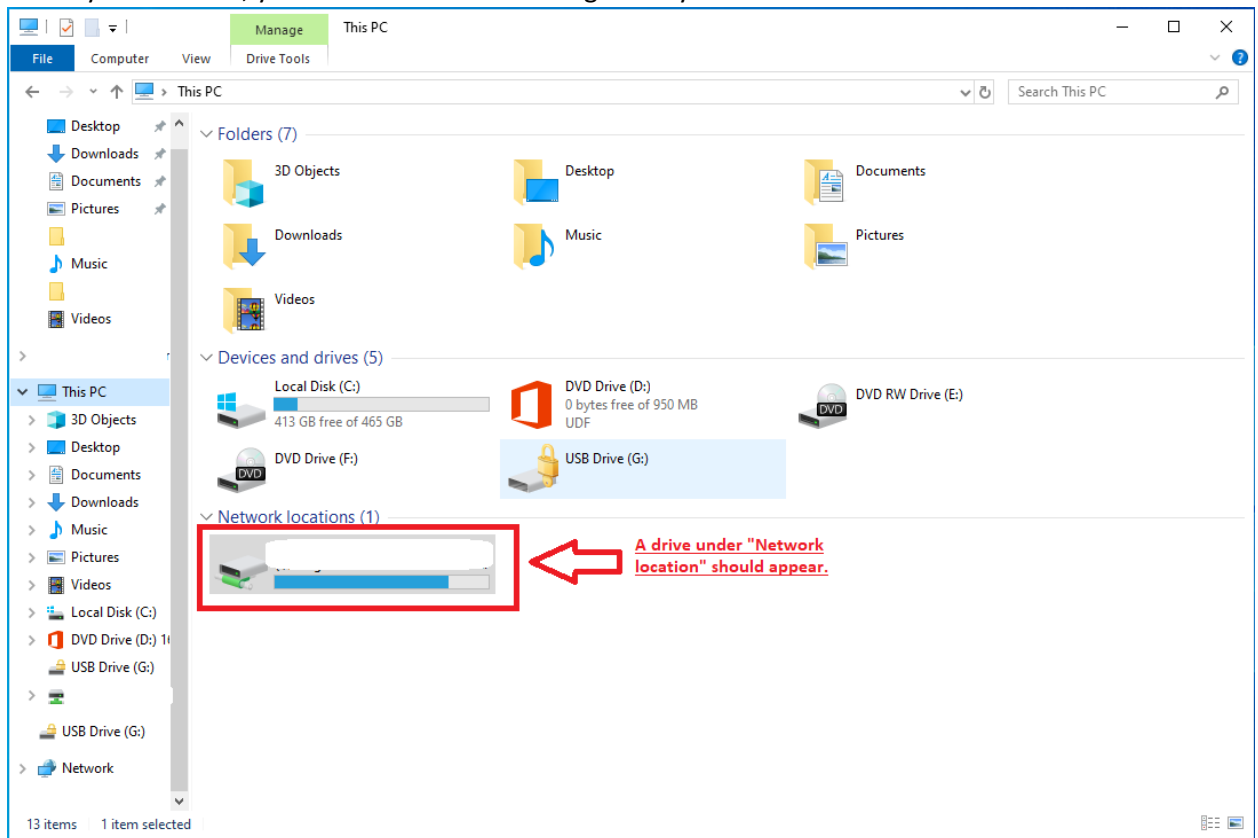 Manage
This PC
File
Computer
View
Drive Tools
This PC
Search This PC
Desktop
Downloads
Documents
Pictures
Music
Videos
This PC
3D Objects
Desktop
Documents
Downloads
Music
Pictures
Videos
Local Disk (C:)
DVD Drive (D:) 16
USB Drive (G:)
USB Drive (G:)
Network
Folders (7)
3D Objects
Desktop
Documents
Downloads
Music
Pictures
Videos
Devices and drives (5)
Local Disk (C:)
413 GB free of 465 GB
DVD Drive (D:)
0 bytes free of 950 MB
UDF
DVD RW Drive (E:)
DVD
DVD Drive (F:)
DVD
USB Drive (G:)
Network locations (1)
A drive under "Network
location" should appear.
13 items
1 item selected